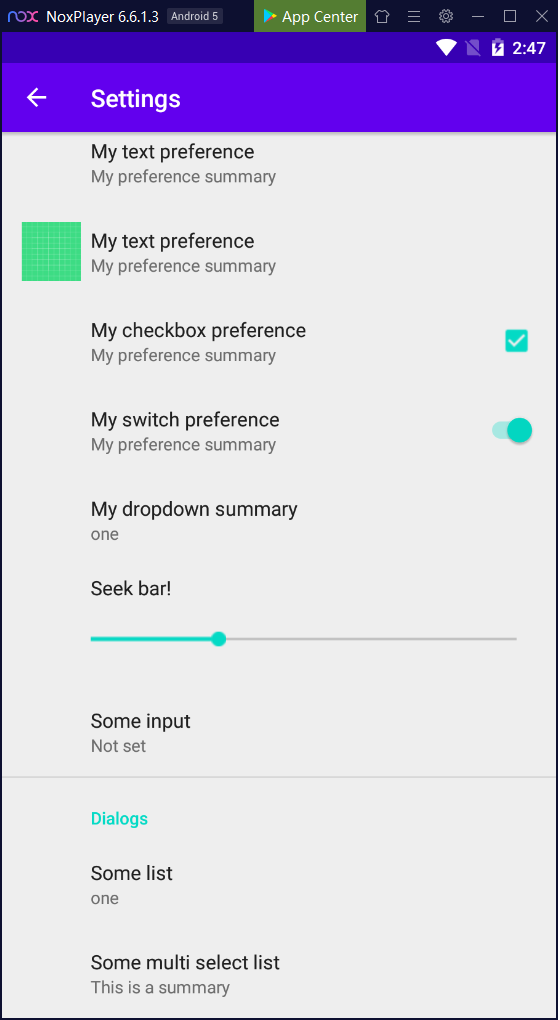 nox NoxPlayer 6.6.1.3 Android 5 App Center
2:47
Settings
My text preference
My preference summary
My text preference
My preference summary
My checkbox preference
My preference summary
My switch preference
My preference summary
My dropdown summary
one
Seek bar!
Some input
Not set
Dialogs
Some list
one
Some multi select list
This is a summary